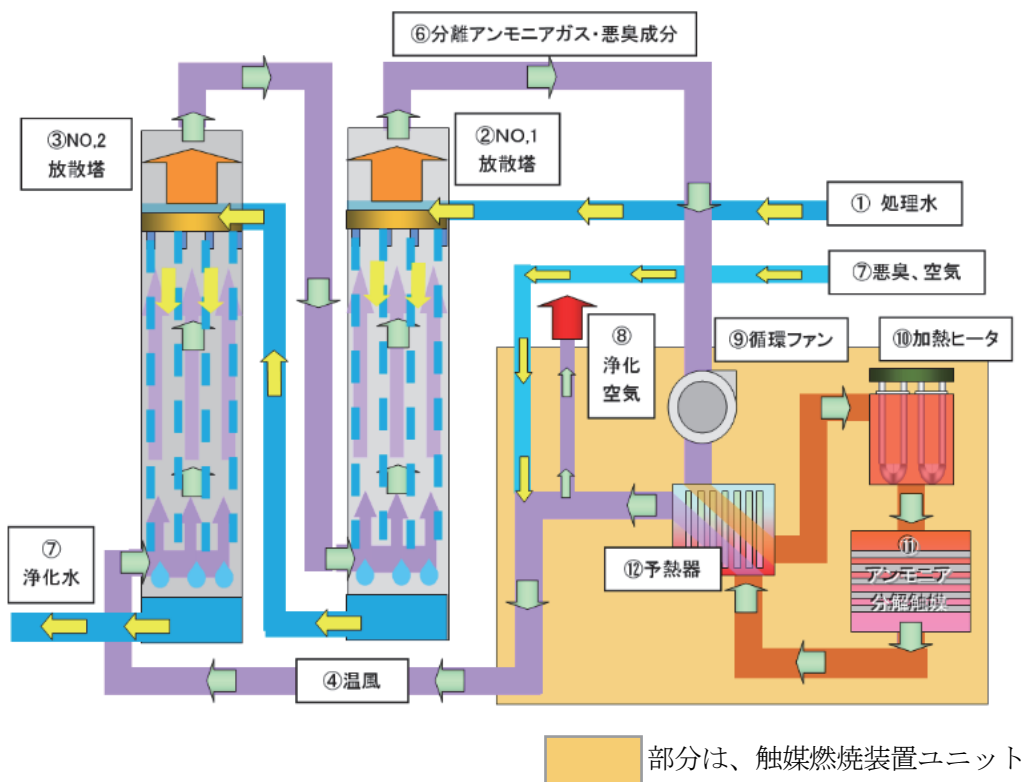 ⑥分離アンモニアガス・悪臭成分
③NO,2
放散塔
②NO,1
放散塔
① 処理水
⑦悪臭、空気
⑧
浄化
空気
⑨循環ファン
⑩加熱ヒータ
⑪
アンモニア
分解触媒
⑫予熱器
⑦
浄化水
④温風
部分は、触媒燃焼装置ユニット